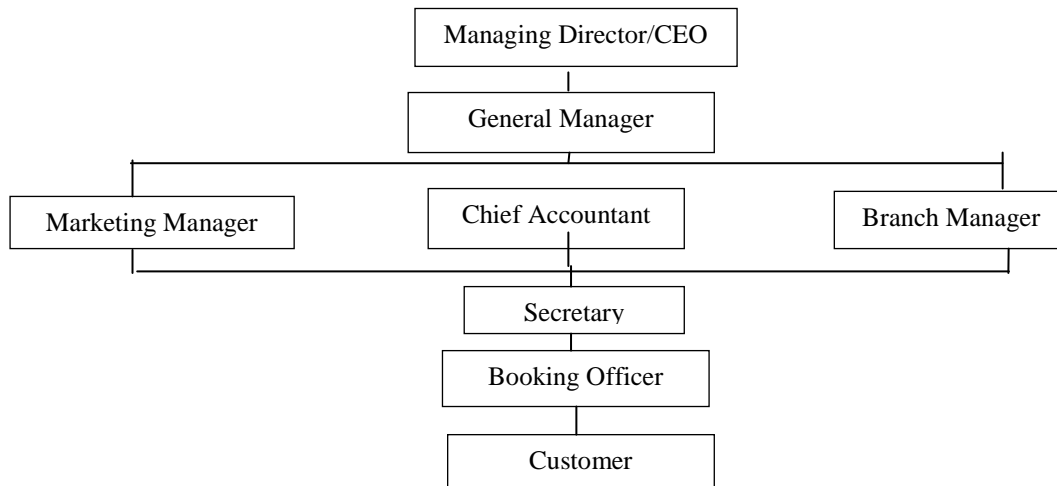 Managing Director/CEO
General Manager
Marketing Manager
Chief Accountant
Branch Manager
Secretary
Booking Officer
Customer